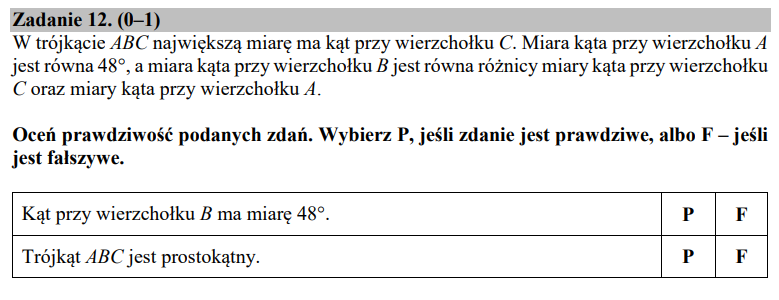 Zadanie 12. (0–1)
W trójkącie ABC największą miarę ma kąt przy wierzchołku C. Miara kąta przy wierzchołku A
jest równa 48°, a miara kąta przy wierzchołku B jest równa różnicy miary kąta przy wierzchołku
C oraz miary kąta przy wierzchołku A.
Oceń prawdziwość podanych zdań. Wybierz P, jeśli zdanie jest prawdziwe, albo F – jeśli
jest fałszywe.
Kąt przy wierzchołku B ma miarę 48°. P F
Trójkąt ABC jest prostokątny. P F